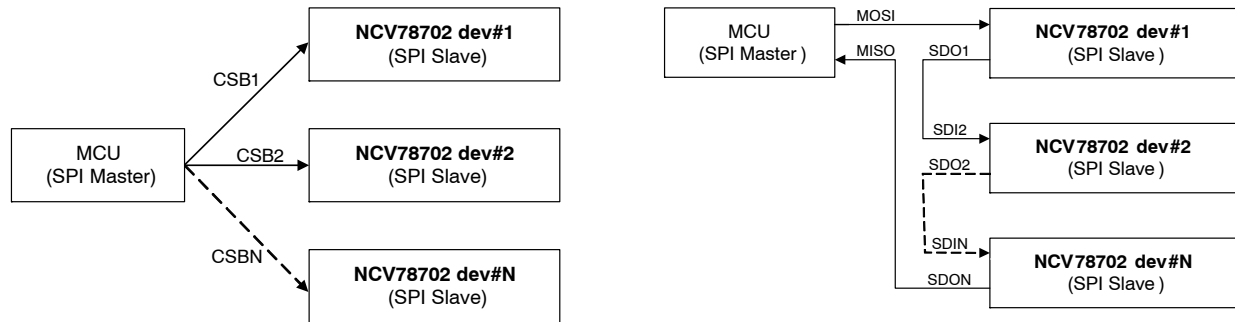 NCV78702 dev#1
(SPI Slave)
CSB1
MCU
(SPI Master)
CSB2
NCV78702 dev#2
(SPI Slave)
CSBN
NCV78702 dev#N
(SPI Slave)
MCU
(SPI Master )
MOSI
MISO
NCV78702 dev#1
(SPI Slave )
SDO1
SDI2
NCV78702 dev#2
(SPI Slave )
SDO2
SDIN
NCV78702 dev#N
(SPI Slave )
SDON